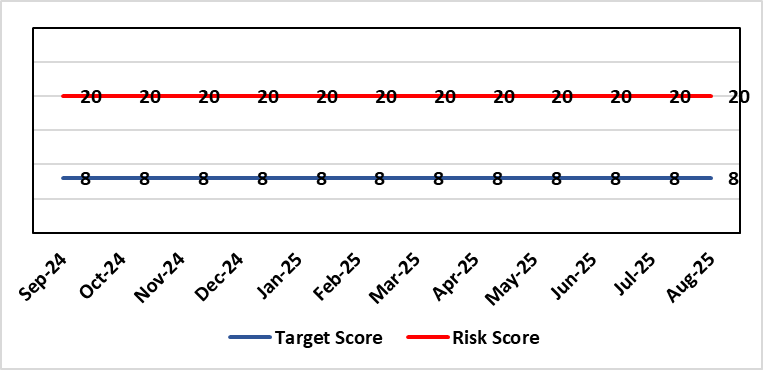 20 20 20 20 20 20 20 20 20 20 20 20
8 8 8 8 8 8 8 8 8 8 8 8
Sep-24 Oct-24 Nov-24 Dec-24 Jan-25 Feb-25 Mar-25 Apr-25 May-25 Jun-25 Jul-25 Aug-25
Target Score Risk Score